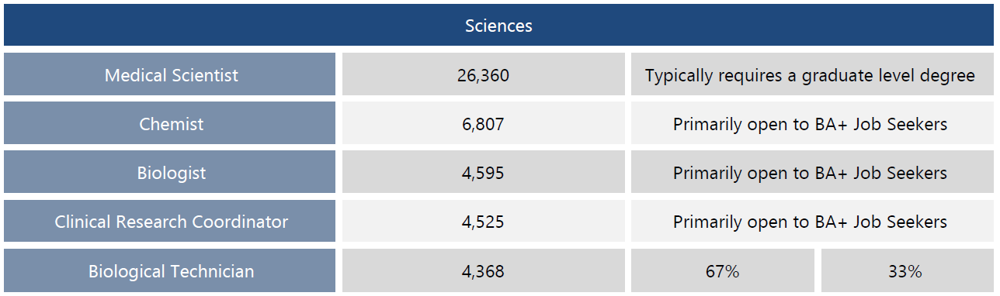 Sciences
Medical Scientist 26,360 Typically requires a graduate level degree
Chemist 6,807 Primarily open to BA+ Job Seekers
Biologist 4,595 Primarily open to BA+ Job Seekers
Clinical Research Coordinator 4,525 Primarily open to BA+ Job Seekers
Biological Technician 4,368 67% 33%